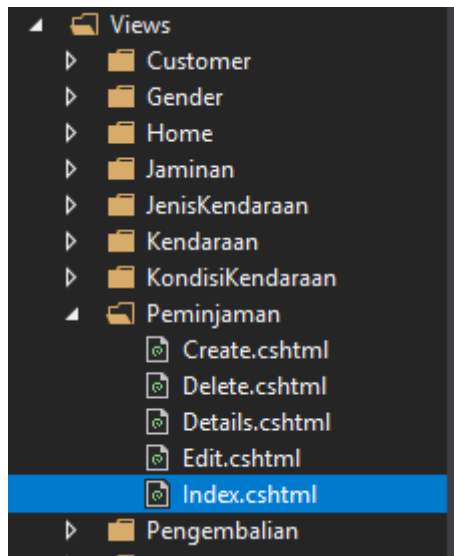 Views
Customer
Gender
Home
Jaminan
JenisKendaraan
Kendaraan
KondisiKendaraan
Peminjaman
Create.cshtml
Delete.cshtml
Details.cshtml
Edit.cshtml
Index.cshtml
Pengembalian